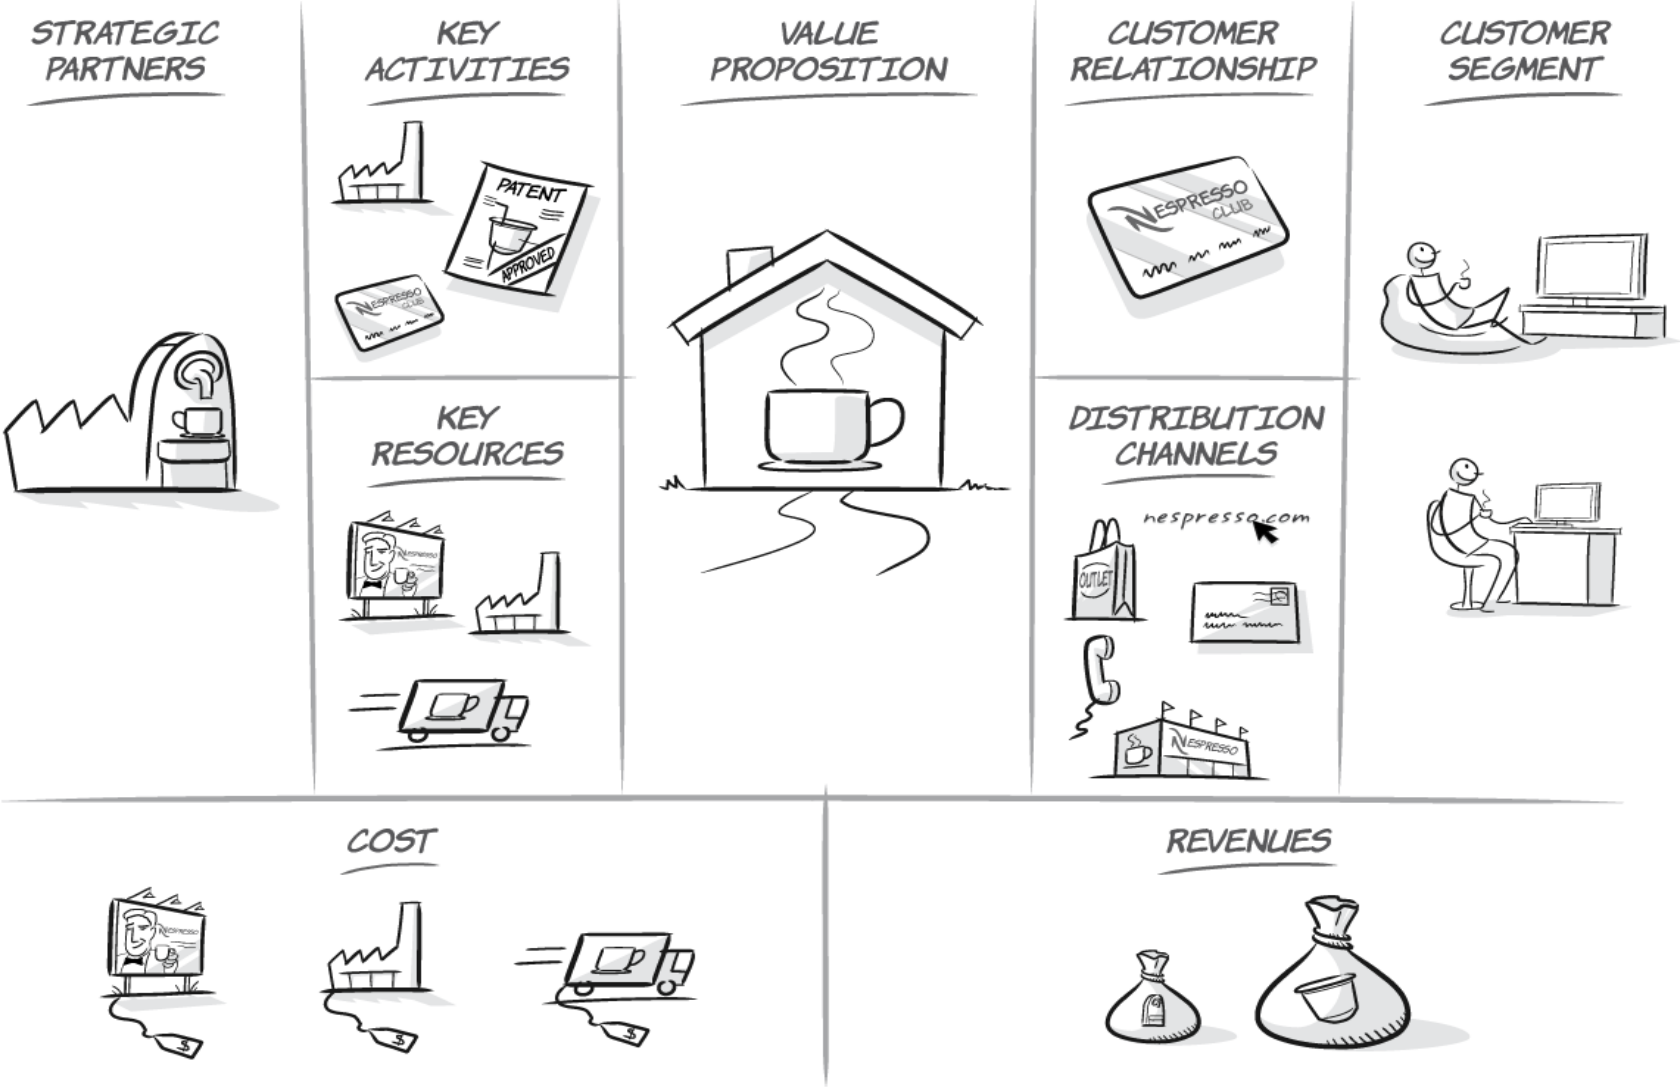 STRATEGIC
PARTNERS
KEY
ACTIVITIES
PATENT
APPROVED
NESPRESSO
CLUB
KEY
RESOURCES
NESPRESSO
VALUE
PROPOSITION
CUSTOMER
RELATIONSHIP
NESPRESSO
CLUB
DISTRIBUTION
CHANNELS
nespresso.com
OUTLET
NESPRESSO
CUSTOMER
SEGMENT
COST
NESPRESSO
$
$
$
REVENUES